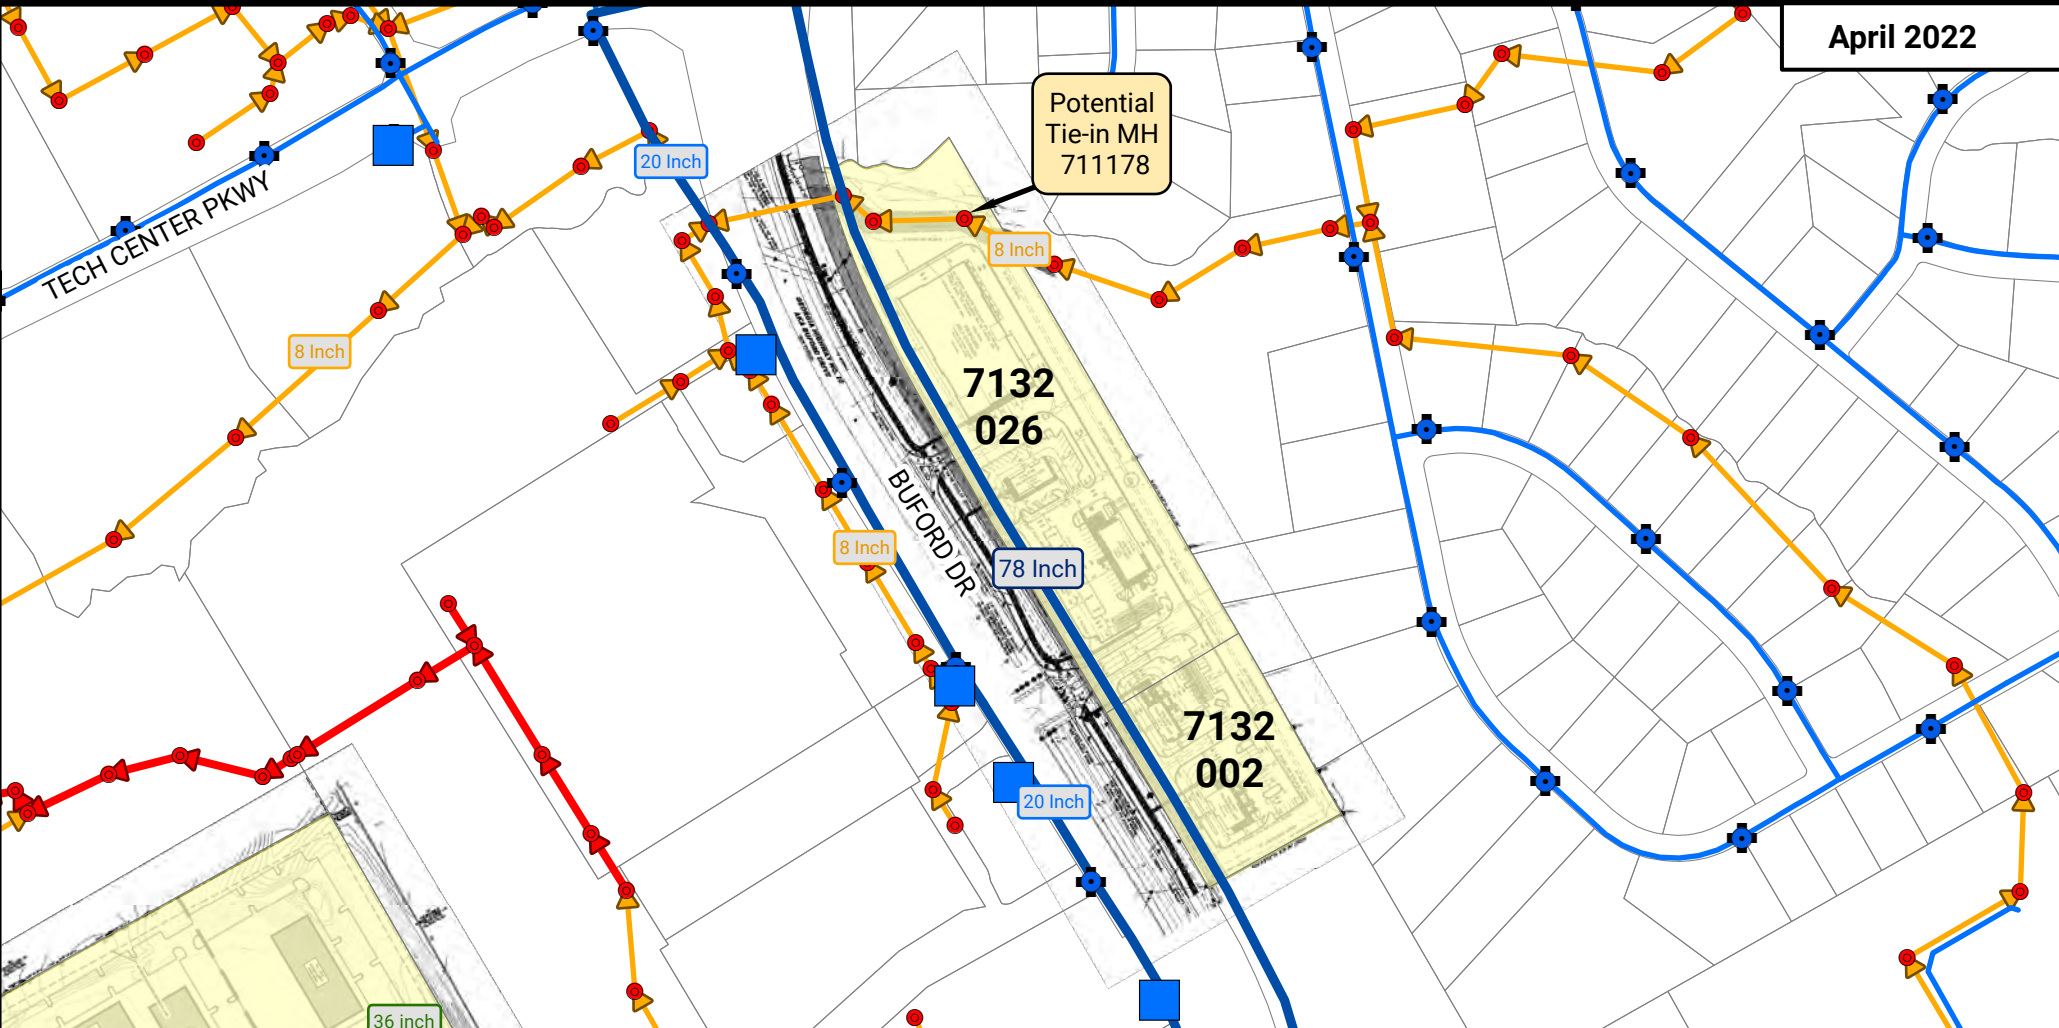 April 2022
Potential
Tie-in MH
711178
20 Inch
TECH CENTER PKWY
8 Inch
8 Inch
7132
026
BUFORD DR
8 Inch
78 Inch
7132
002
20 Inch
36 inch